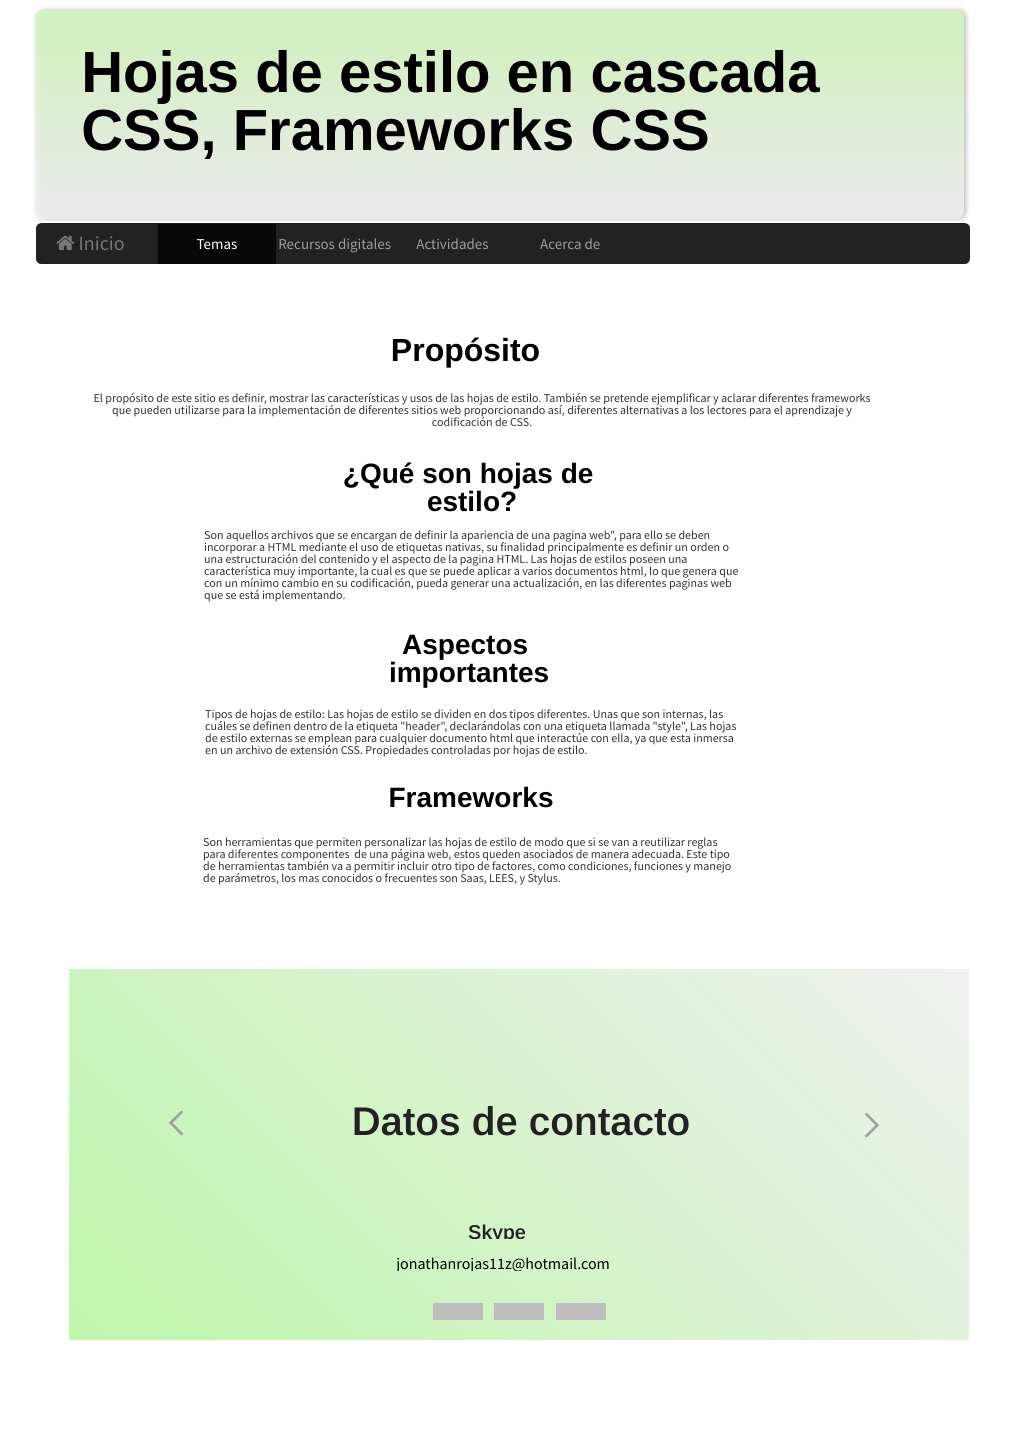 Hojas de estilo en cascada
CSS, Frameworks CSS
Inicio Temas Recursos digitales Actividades Acerca de
Propósito
El propósito de este sitio es definir, mostrar las características y usos de las hojas de estilo. También se pretende ejemplificar y aclarar diferentes frameworks
que pueden utilizarse para la implementación de diferentes sitios web proporcionando así, diferentes alternativas a los lectores para el aprendizaje y
codificación de CSS.
¿Qué son hojas de
estilo?
Son aquellos archivos que se encargan de definir la apariencia de una pagina web", para ello se deben
incorporar a HTML mediante el uso de etiquetas nativas, su finalidad principalmente es definir un orden o
una estructuración del contenido y el aspecto de la pagina HTML. Las hojas de estilos poseen una
característica muy importante, la cual es que se puede aplicar a varios documentos html, lo que genera que
con un mínimo cambio en su codificación, pueda generar una actualización, en las diferentes paginas web
que se está implementando.
Aspectos
importantes
Tipos de hojas de estilo: Las hojas de estilo se dividen en dos tipos diferentes. Unas que son internas, las
cuáles se definen dentro de la etiqueta "header", declarándolas con una etiqueta llamada "style", Las hojas
de estilo externas se emplean para cualquier documento html que interactúe con ella, ya que esta inmersa
en un archivo de extensión CSS. Propiedades controladas por hojas de estilo.
Frameworks
Son herramientas que permiten personalizar las hojas de estilo de modo que si se van a reutilizar reglas
para diferentes componentes  de una página web, estos queden asociados de manera adecuada. Este tipo
de herramientas también va a permitir incluir otro tipo de factores, como condiciones, funciones y manejo
de parámetros, los mas conocidos o frecuentes son Saas, LEES, y Stylus.
Datos de contacto
Skype
jonathanrojas11z@hotmail.com